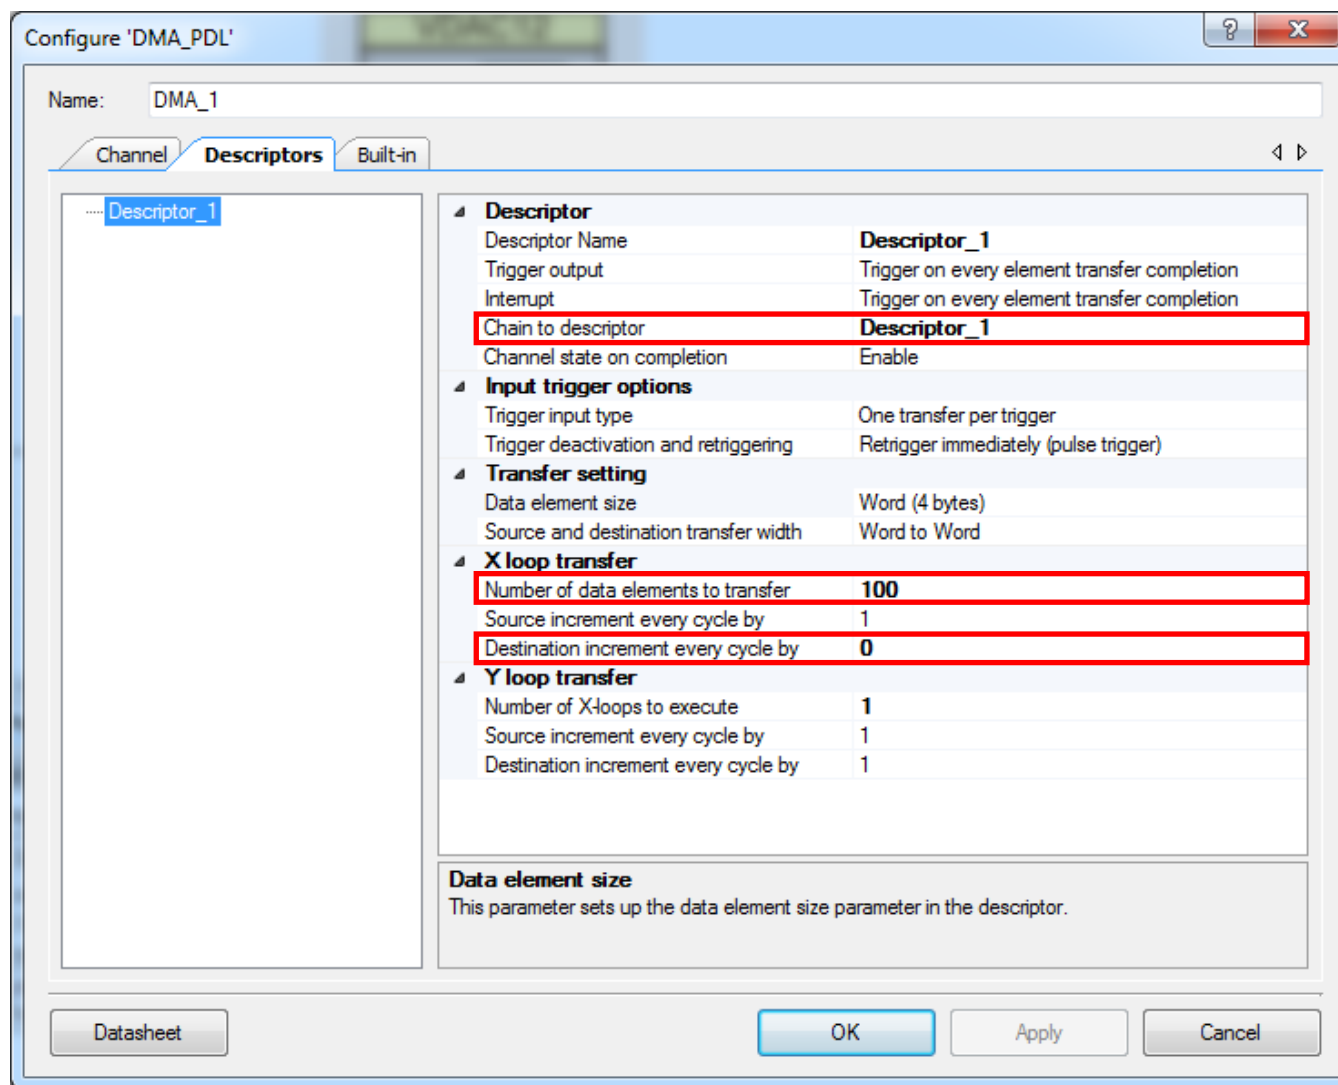 Configure 'DMA_PDL'
VDAC12
Name: DMA_1
Channel Descriptors Built-in
Descriptor_1
Descriptor
Descriptor Name Descriptor_1
Trigger output Trigger on every element transfer completion
Interrupt Trigger on every element transfer completion
Chain to descriptor Descriptor_1
Channel state on completion Enable
Input trigger options
Trigger input type One transfer per trigger
Trigger deactivation and retriggering Retrigger immediately (pulse trigger)
Transfer setting
Data element size Word (4 bytes)
Source and destination transfer width Word to Word
X loop transfer
Number of data elements to transfer 100
Source increment every cycle by 1
Destination increment every cycle by 0
Y loop transfer
Number of X-loops to execute 1
Source increment every cycle by 1
Destination increment every cycle by 1
Data element size
This parameter sets up the data element size parameter in the descriptor.
Datasheet OK Apply Cancel